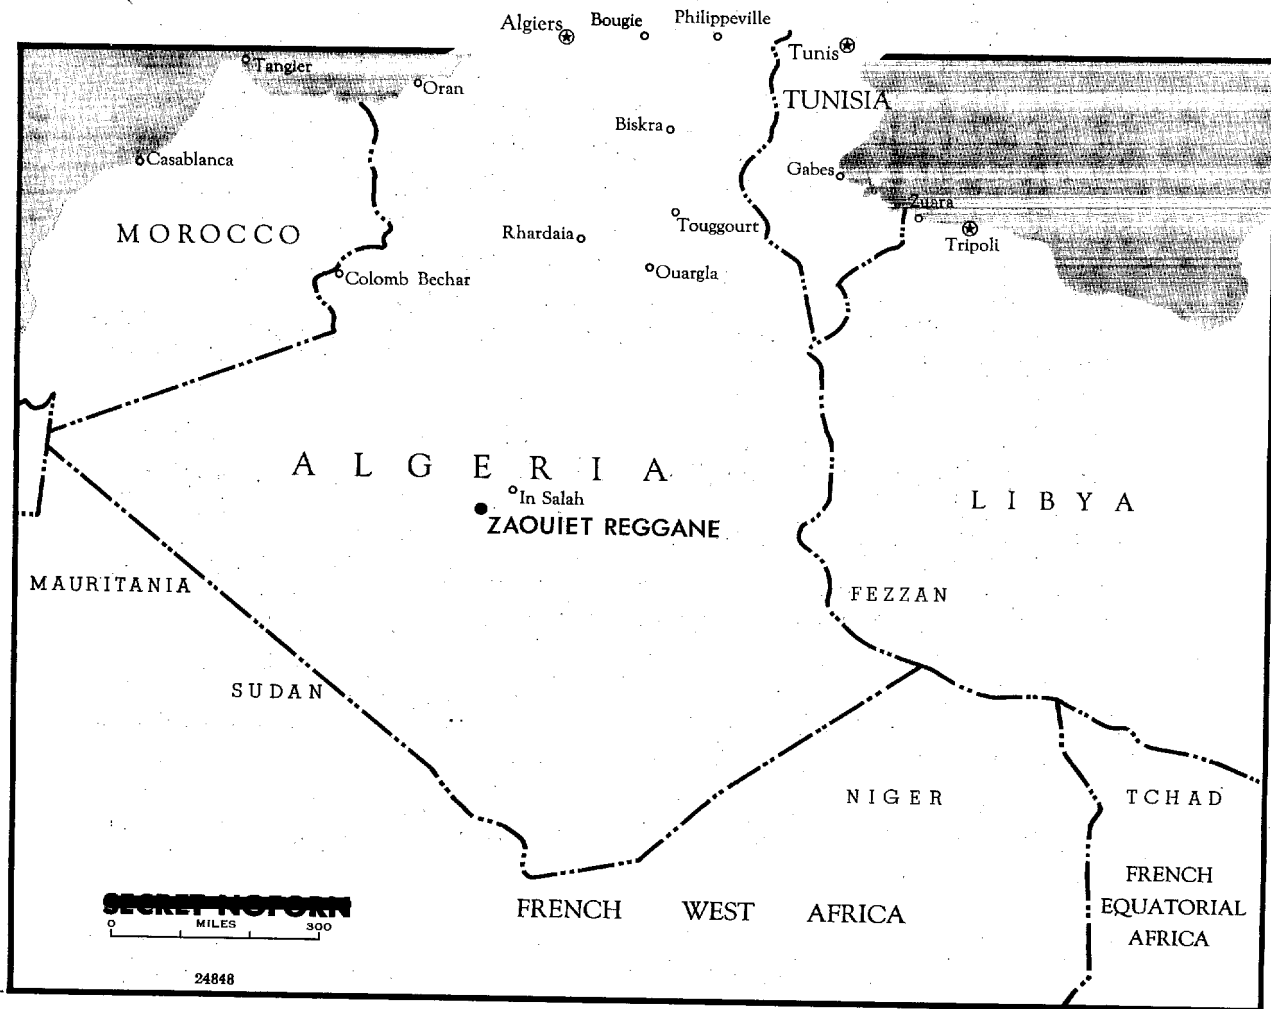 Algiers
Bougie
Philippeville
Tunis
Tangier
Oran
TUNISIA
Biskra
Casablanca
Gabes
Zuara
MOROCCO
Rhardaia
Touggourt
Tripoli
Colomb Bechar
Ouargla
ALGERIA
In Salah
ZAOUIET REGGANE
LIBYA
MAURITANIA
FEZZAN
SUDAN
NIGER
TCHAD
FRENCH WEST AFRICA
FRENCH
EQUATORIAL
AFRICA
SECRET NOFORN
0 MILES 300
24848